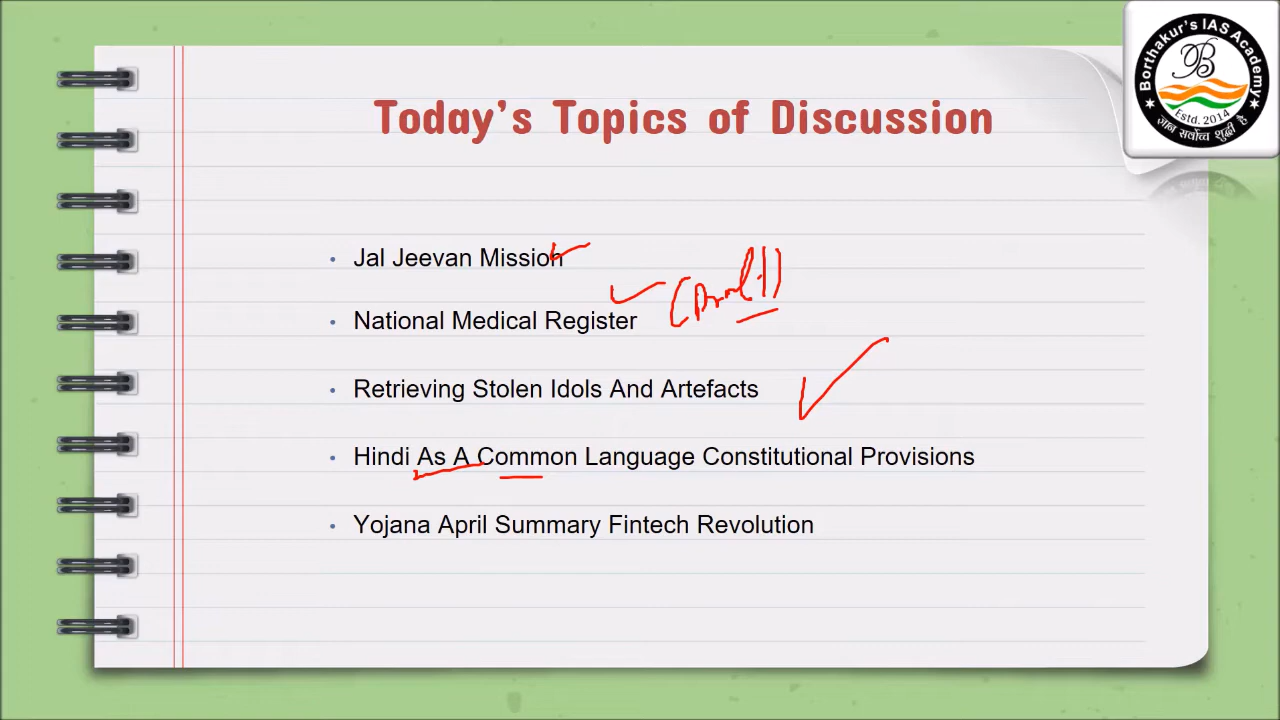 Borthakur's IAS Academy
B
Estd. 2014
ज्ञान सर्वोच्च शुद्धी है
Today's Topics of Discussion
• Jal Jeevan Mission
• National Medical Register
• Retrieving Stolen Idols And Artefacts
• Hindi As A Common Language Constitutional Provisions
• Yojana April Summary Fintech Revolution